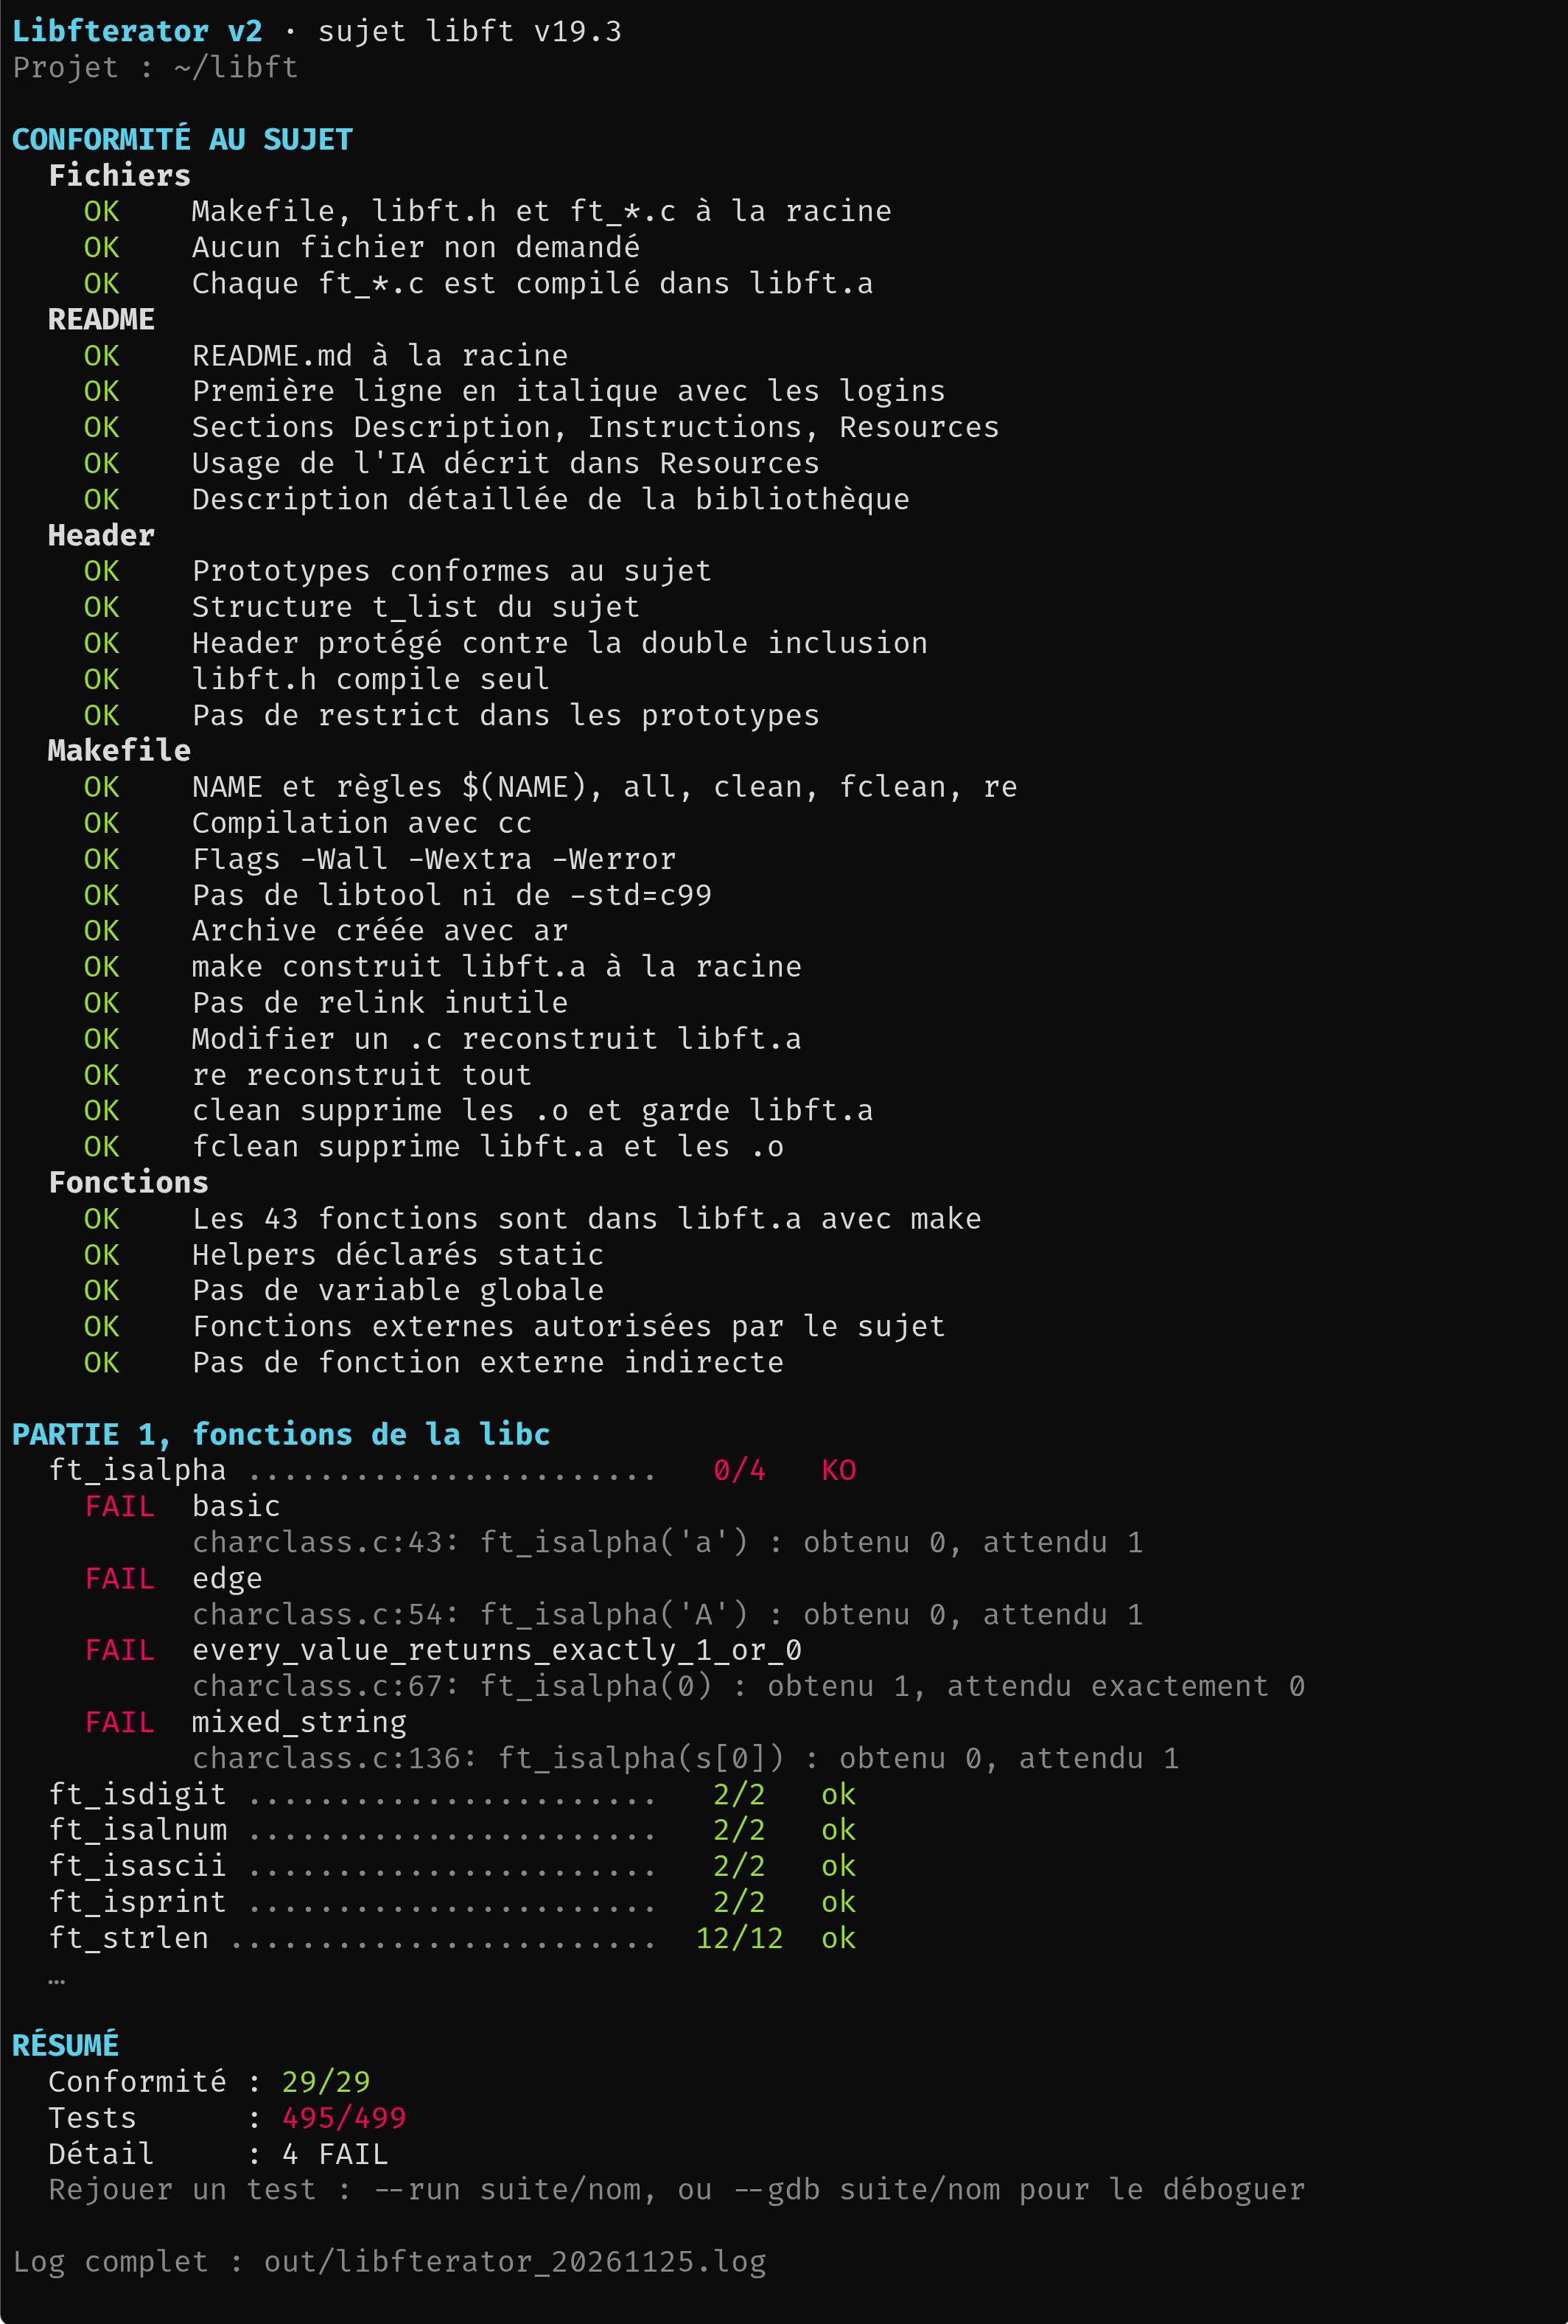 Libfterator v2 · sujet libft v19.3
Projet : ~/libft
CONFORMITÉ AU SUJET
Fichiers
OK Makefile, libft.h et ft_*.c à la racine
OK Aucun fichier non demandé
OK Chaque ft_*.c est compilé dans libft.a
README
OK README.md à la racine
OK Première ligne en italique avec les logins
OK Sections Description, Instructions, Resources
OK Usage de l'IA décrit dans Resources
OK Description détaillée de la bibliothèque
Header
OK Prototypes conformes au sujet
OK Structure t_list du sujet
OK Header protégé contre la double inclusion
OK libft.h compile seul
OK Pas de restrict dans les prototypes
Makefile
OK NAME et règles $(NAME), all, clean, fclean, re
OK Compilation avec cc
OK Flags -Wall -Wextra -Werror
OK Pas de libtool ni de -std=c99
OK Archive créée avec ar
OK make construit libft.a à la racine
OK Pas de relink inutile
OK Modifier un .c reconstruit libft.a
OK re reconstruit tout
OK clean supprime les .o et garde libft.a
OK fclean supprime libft.a et les .o
Fonctions
OK Les 43 fonctions sont dans libft.a avec make
OK Helpers déclarés static
OK Pas de variable globale
OK Fonctions externes autorisées par le sujet
OK Pas de fonction externe indirecte
PARTIE 1, fonctions de la libc
ft_isalpha ....................... 0/4 KO
FAIL basic
charclass.c:43: ft_isalpha('a') : obtenu 0, attendu 1
FAIL edge
charclass.c:54: ft_isalpha('A') : obtenu 0, attendu 1
FAIL every_value_returns_exactly_1_or_0
charclass.c:67: ft_isalpha(0) : obtenu 1, attendu exactement 0
FAIL mixed_string
charclass.c:136: ft_isalpha(s[0]) : obtenu 0, attendu 1
ft_isdigit ....................... 2/2 ok
ft_isalnum ....................... 2/2 ok
ft_isascii ....................... 2/2 ok
ft_isprint ....................... 2/2 ok
ft_strlen ........................ 12/12 ok
…
RÉSUMÉ
Conformité : 29/29
Tests : 495/499
Détail : 4 FAIL
Rejouer un test : --run suite/nom, ou --gdb suite/nom pour le déboguer
Log complet : out/libfterator_20261125.log